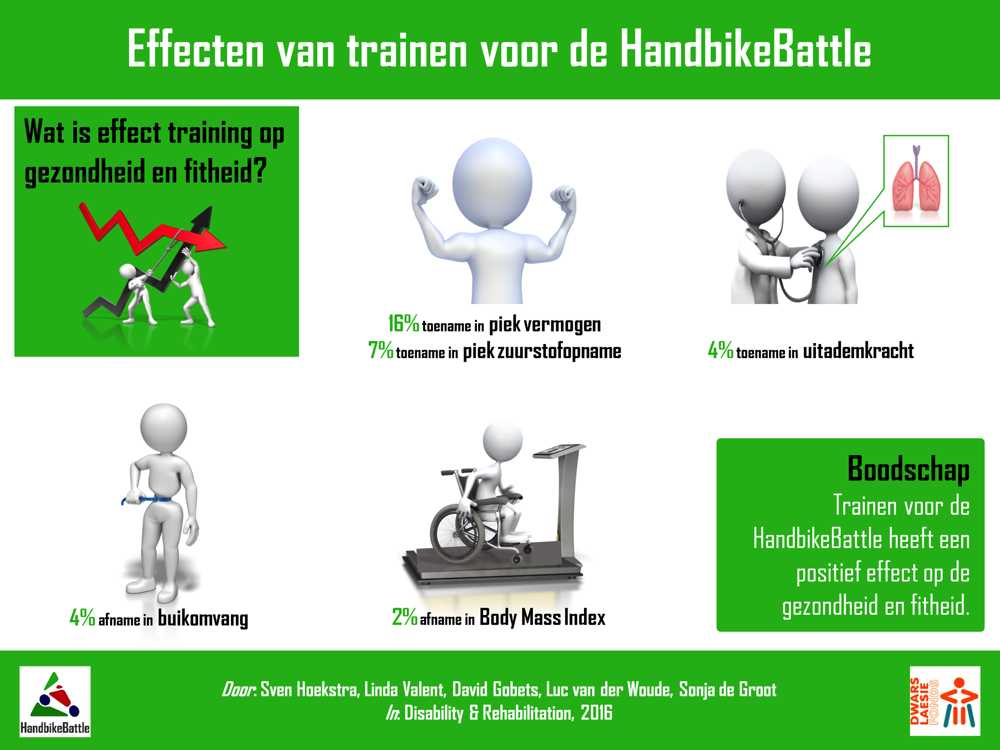 Effecten van trainen voor de HandbikeBattle
Wat is effect training op
gezondheid en fitheid?
16% toename in piek vermogen
7% toename in piek zuurstofopname
4% toename in uitademkracht
4% afname in buikomvang
2% afname in Body Mass Index
Boodschap
Trainen voor de
HandbikeBattle heeft een
positief effect op de
gezondheid en fitheid.
HandbikeBattle
Door: Sven Hoekstra, Linda Valent, David Gobets, Luc van der Woude, Sonja de Groot
In: Disability & Rehabilitation, 2016
DWARS
LAESIE
FONDS